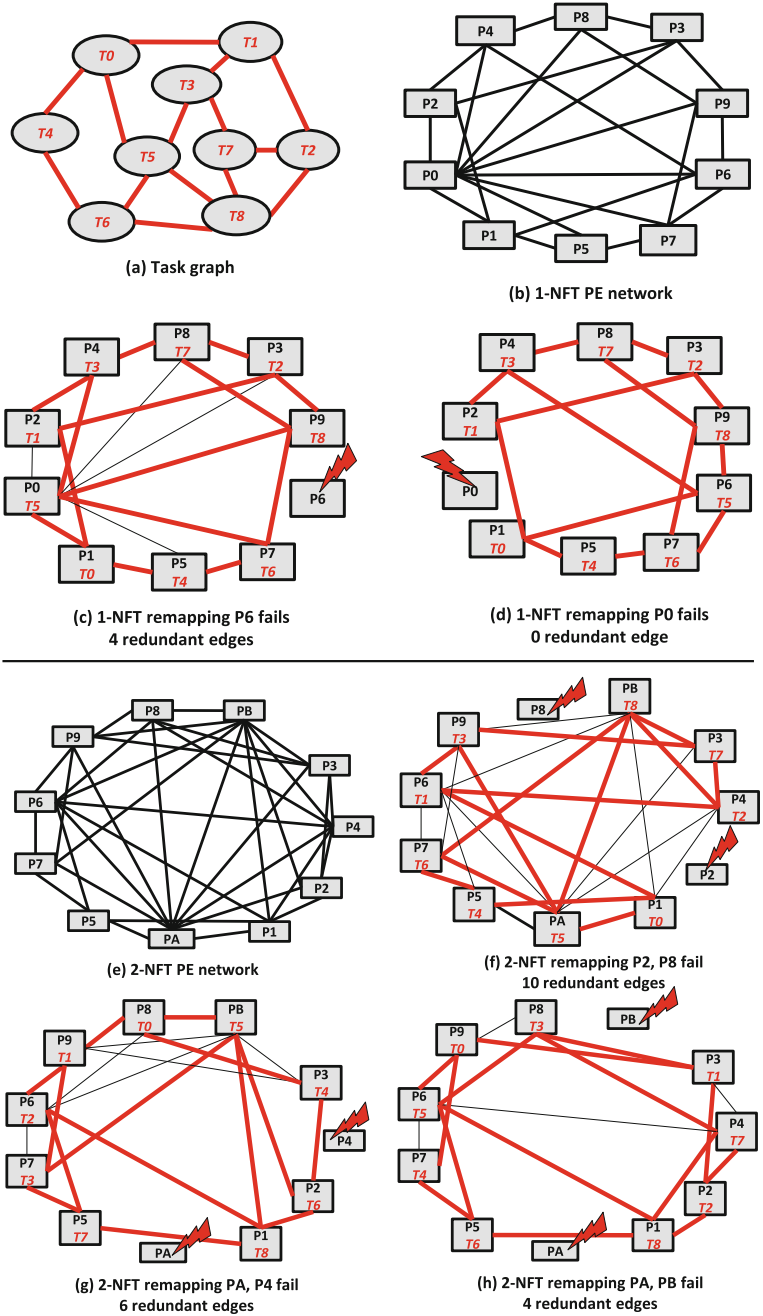 T0
T1
T3
T4
T5
T7
T2
T6
T8
(a) Task graph
P8
P4
P3
P2
P9
P0
P6
P1
P5
P7
(b) 1-NFT PE network
P8
T7
P4
T3
P3
T2
P2
T1
P9
T8
P0
T5
P6
P1
T0
P5
T4
P7
T6
(c) 1-NFT remapping P6 fails
4 redundant edges
P8
T7
P4
T3
P3
T2
P2
T1
P9
T8
P0
P6
T5
P1
T0
P5
T4
P7
T6
(d) 1-NFT remapping P0 fails
0 redundant edge
P8
PB
P9
P3
P6
P4
P7
P2
P5
PA
P1
(e) 2-NFT PE network
P8
PB
T8
P9
T3
P3
T7
P6
T1
P4
T2
P7
T6
P2
P5
T4
PA
T5
P1
T0
(f) 2-NFT remapping P2, P8 fail
10 redundant edges
P8
T0
PB
T5
P9
T1
P3
T4
P6
T2
P4
P7
T3
P2
T6
P5
T7
PA
P1
T8
(g) 2-NFT remapping PA, P4 fail
6 redundant edges
P8
T3
PB
P9
T0
P3
T1
P6
T5
P4
T7
P7
T4
P2
T2
P5
T6
PA
P1
T8
(h) 2-NFT remapping PA, PB fail
4 redundant edges